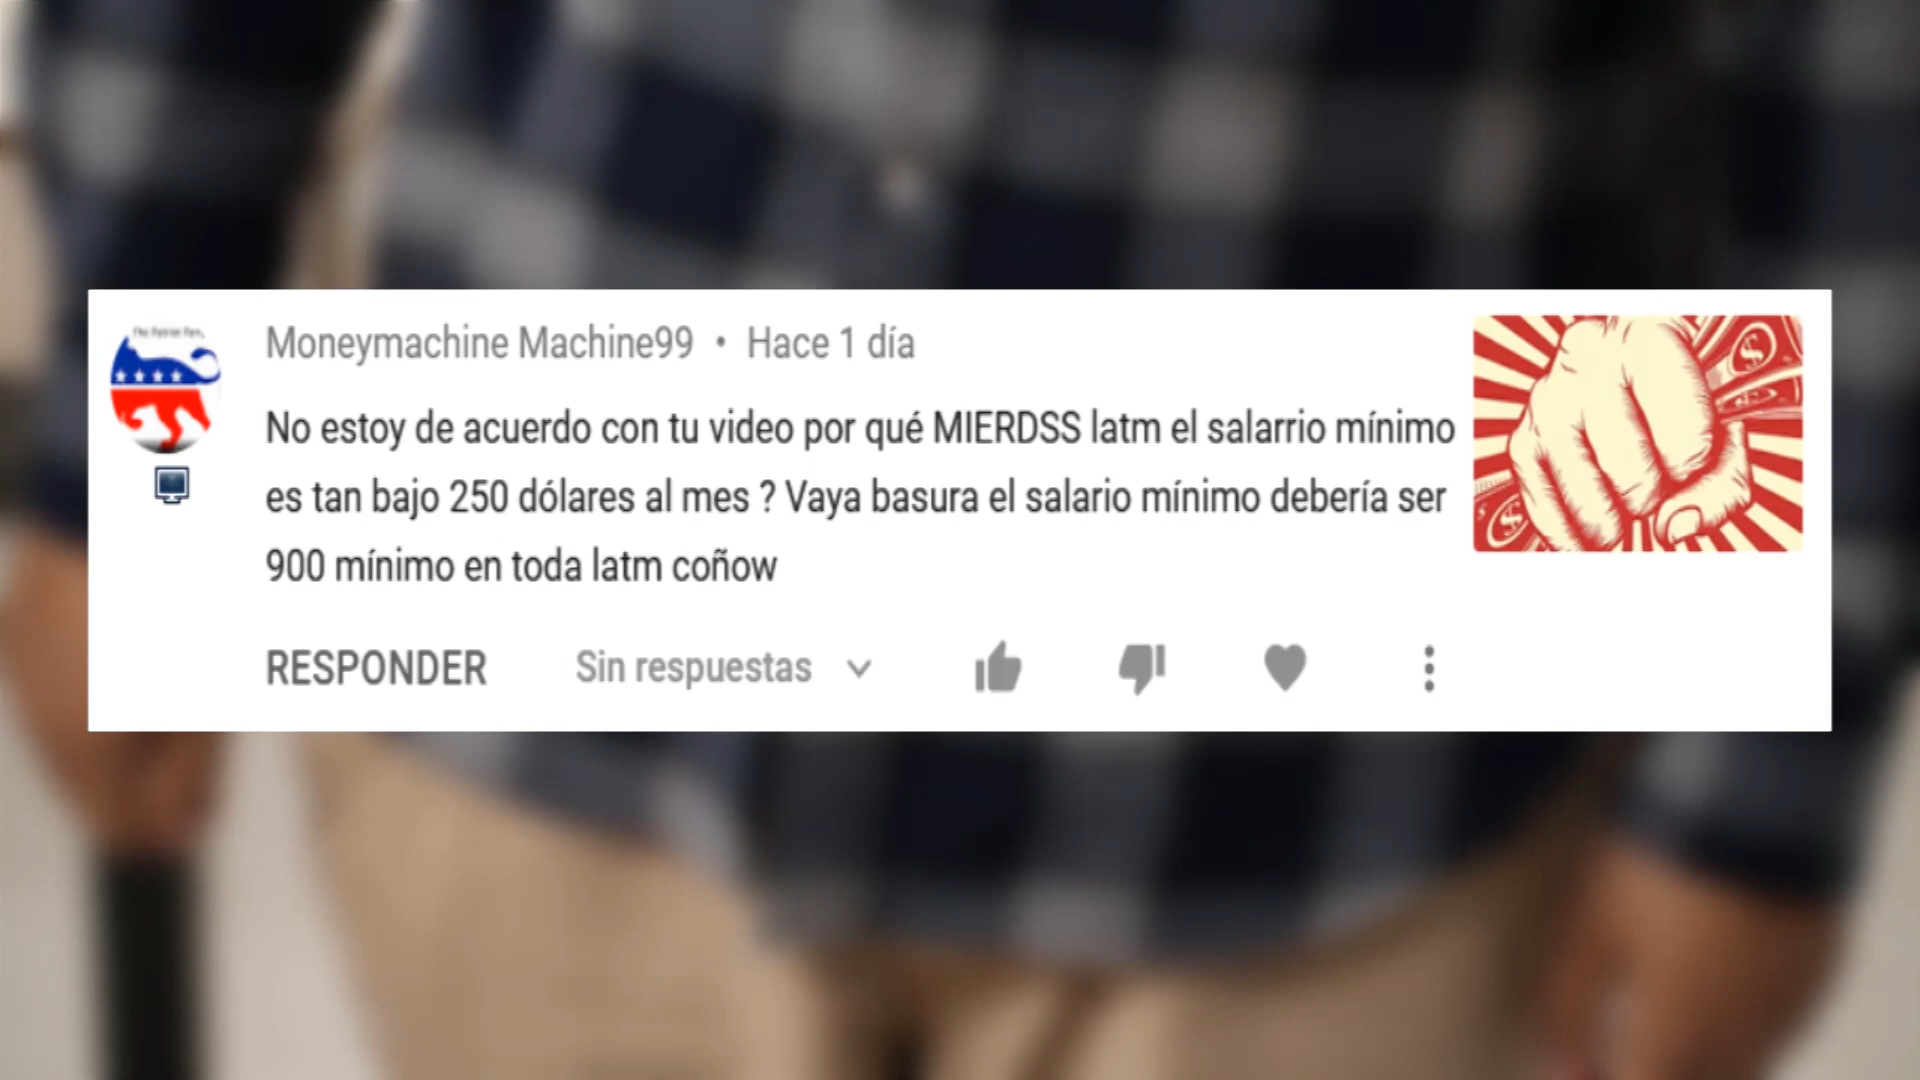 Moneymachine Machine99 • Hace 1 día
No estoy de acuerdo con tu video por qué MIERDSS latm el salarrio mínimo
es tan bajo 250 dólares al mes ? Vaya basura el salario mínimo debería ser
900 mínimo en toda latm coñow
RESPONDER Sin respuestas